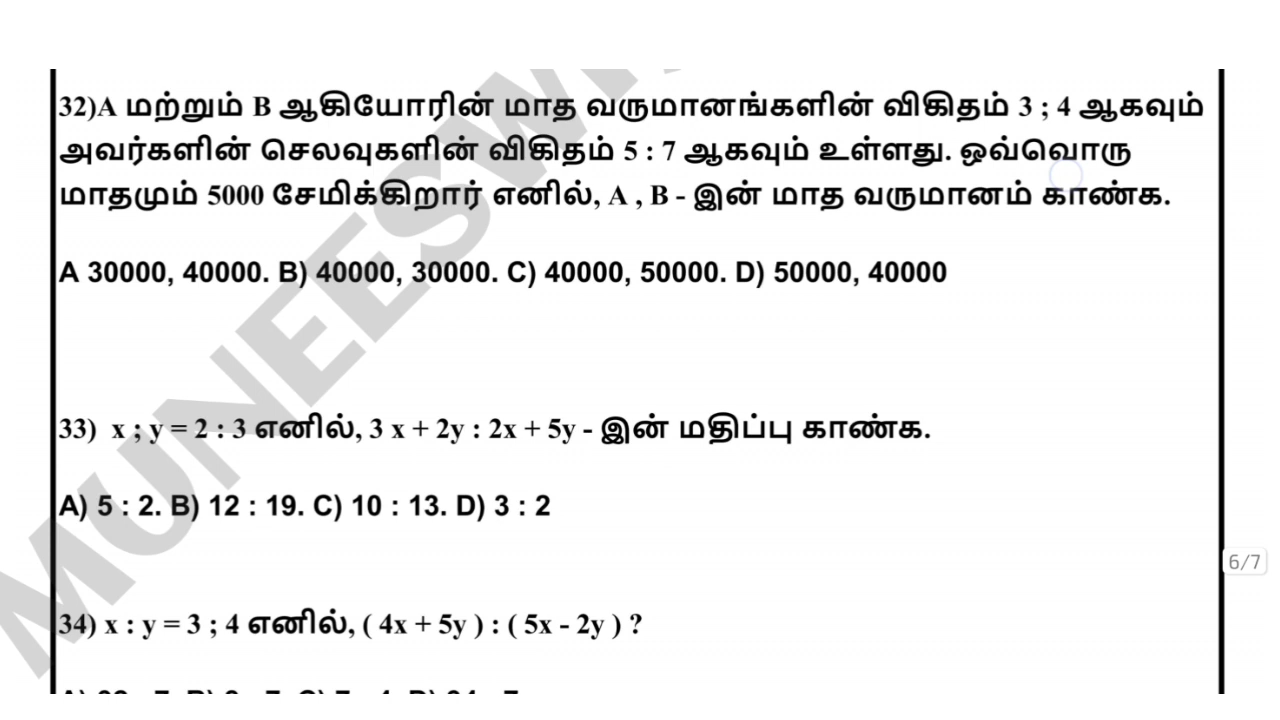 32)A மற்றும் B ஆகியோரின் மாத வருமானங்களின் விகிதம் 3 ; 4 ஆகவும்
அவர்களின் செலவுகளின் விகிதம் 5 : 7 ஆகவும் உள்ளது. ஒவ்வொரு
மாதமும் 5000 சேமிக்கிறார் எனில், A , B - இன் மாத வருமானம் காண்க.
A 30000, 40000. B) 40000, 30000. C) 40000, 50000. D) 50000, 40000
33) x ; y = 2 : 3 எனில், 3 x + 2y : 2x + 5y - இன் மதிப்பு காண்க.
A) 5 : 2. B) 12 : 19. C) 10 : 13. D) 3 : 2
6/7
34) x : y = 3 ; 4 எனில், ( 4x + 5y ) : ( 5x - 2y ) ?